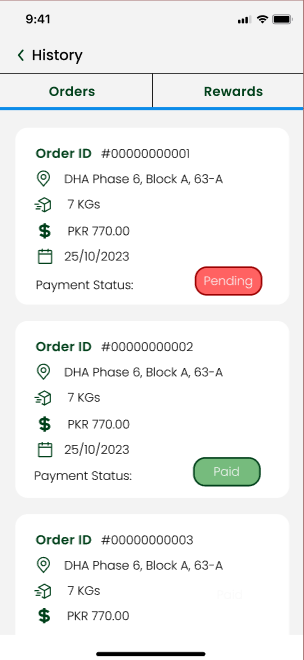 9:41
History
Orders Rewards
Order ID #00000000001
DHA Phase 6, Block A, 63-A
7 KGs
PKR 770.00
25/10/2023
Payment Status: Pending
Order ID #00000000002
DHA Phase 6, Block A, 63-A
7 KGs
PKR 770.00
25/10/2023
Payment Status: Paid
Order ID #00000000003
DHA Phase 6, Block A, 63-A
7 KGs
PKR 770.00